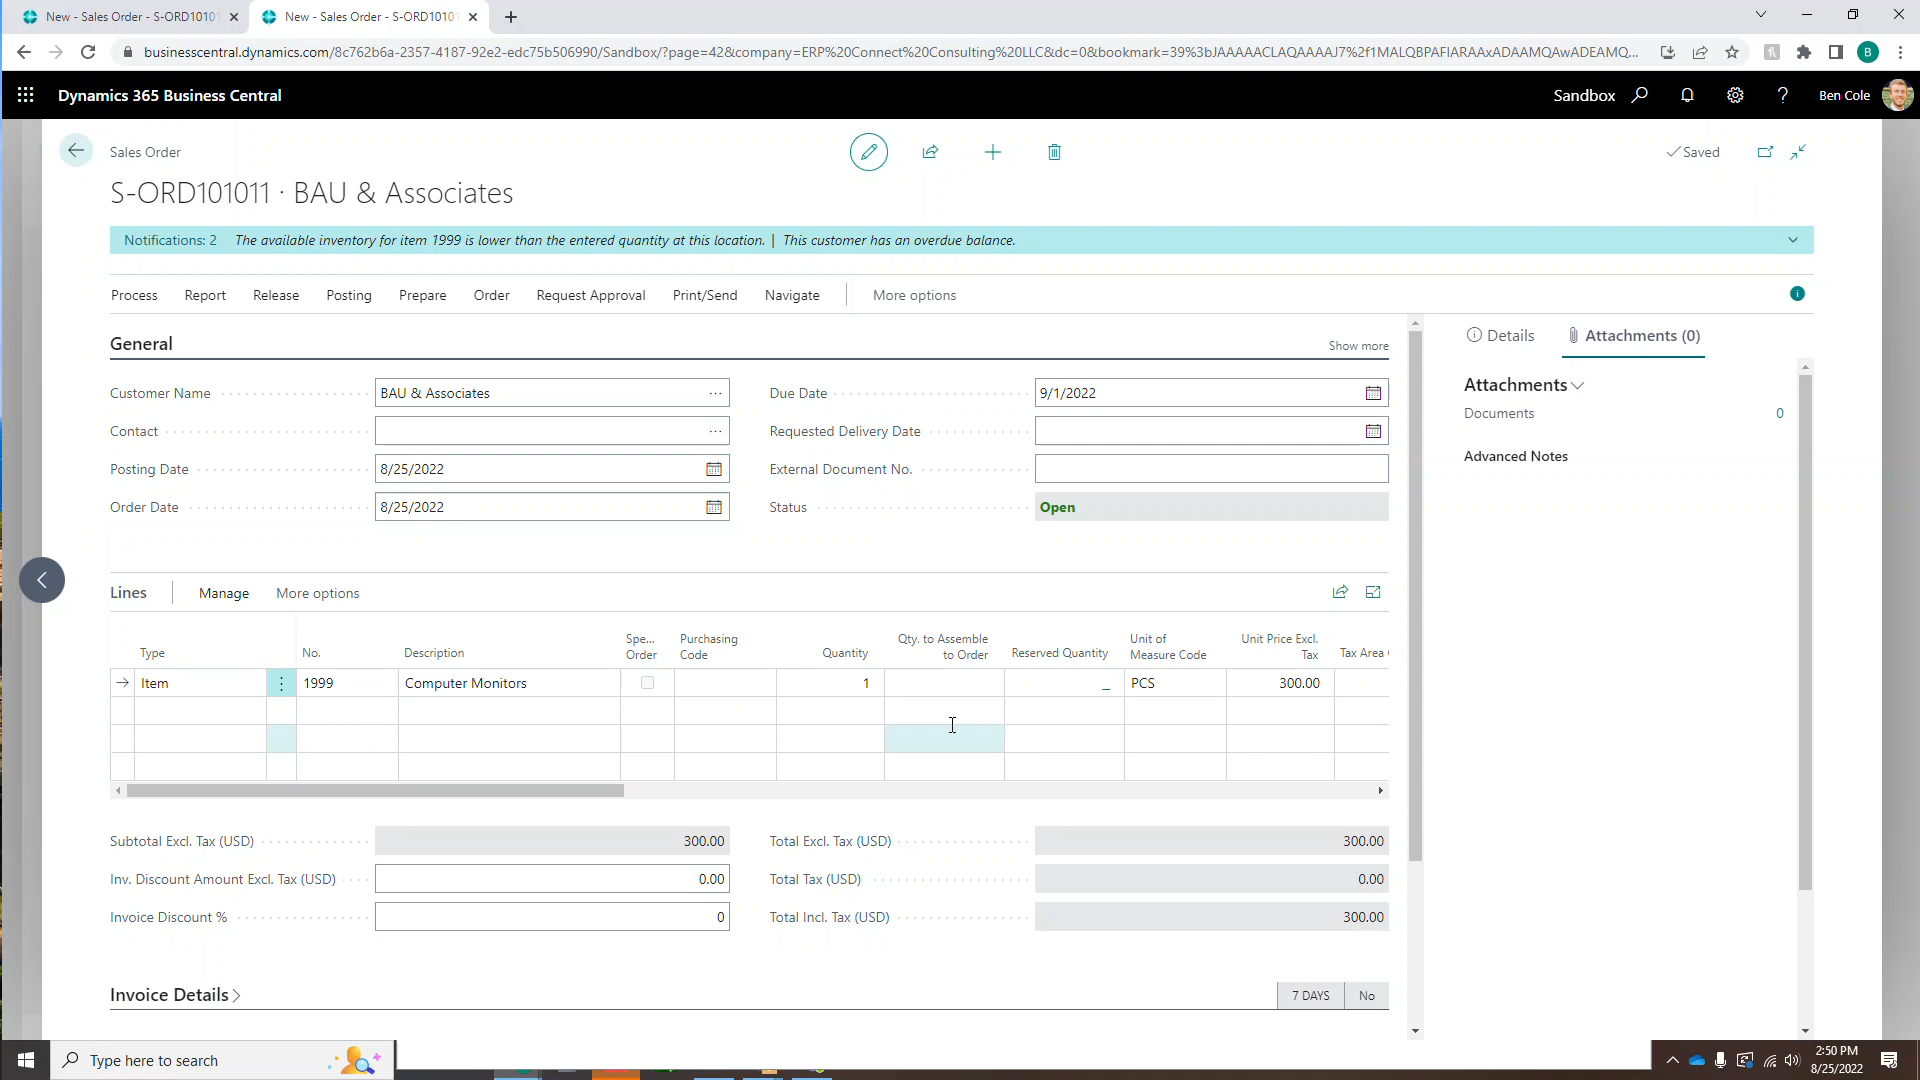 New - Sales Order - S-ORD10101
New - Sales Order - S-ORD10101
businesscentral.dynamics.com/8c762b6a-2357-4187-92e2-edc75b506990/Sandbox/?page=42&company=ERP%20Connect%20Consulting%20LLC&dc=0&bookmark=39%3bJAAAAACLAQAAAAJ7%2f1MALQBPAFIARAAxADAAMQAwADEAMQ...
B
Dynamics 365 Business Central
Sandbox
?
Ben Cole
Sales Order
Saved
S-ORD101011 · BAU & Associates
Notifications: 2 The available inventory for item 1999 is lower than the entered quantity at this location. | This customer has an overdue balance.
Process Report Release Posting Prepare Order Request Approval Print/Send Navigate More options
General
Show more
Customer Name BAU & Associates
Contact
Posting Date 8/25/2022
Order Date 8/25/2022
Due Date 9/1/2022
Requested Delivery Date
External Document No.
Status Open
Details
Attachments (0)
Attachments
Documents 0
Advanced Notes
Lines Manage More options
Type No. Description Spe... Order Purchasing Code Quantity Qty. to Assemble to Order Reserved Quantity Unit of Measure Code Unit Price Excl. Tax Tax Area
Item 1999 Computer Monitors 1 _ PCS 300.00
Subtotal Excl. Tax (USD) 300.00
Inv. Discount Amount Excl. Tax (USD) 0.00
Invoice Discount % 0
Total Excl. Tax (USD) 300.00
Total Tax (USD) 0.00
Total Incl. Tax (USD) 300.00
Invoice Details
7 DAYS No
Type here to search
2:50 PM
8/25/2022